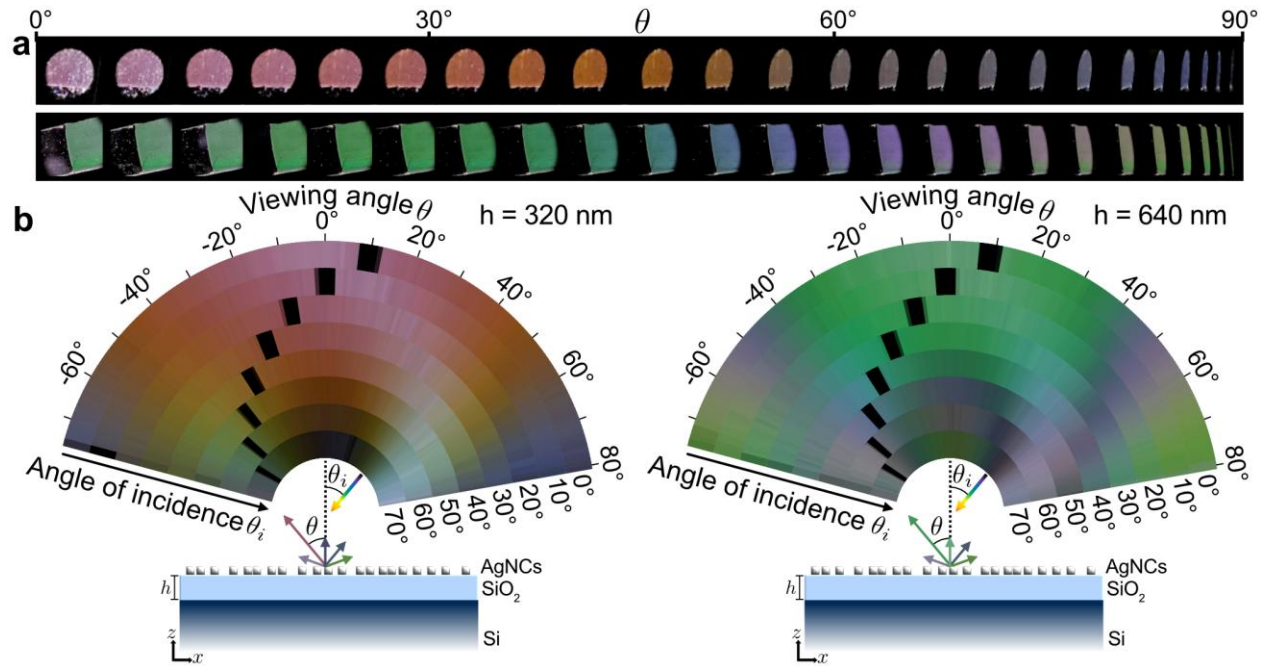 0° 30° θ 60° 90°
a
b
Viewing angle θ
h = 320 nm
-60° -40° -20° 0° 20° 40° 60° 80°
Angle of incidence θi
70° 60° 50° 40° 30° 20° 10° 0°
θi
θ
AgNCs
h
SiO2
Si
z
x
Viewing angle θ
h = 640 nm
-60° -40° -20° 0° 20° 40° 60° 80°
Angle of incidence θi
70° 60° 50° 40° 30° 20° 10° 0°
θi
θ
AgNCs
h
SiO2
Si
z
x